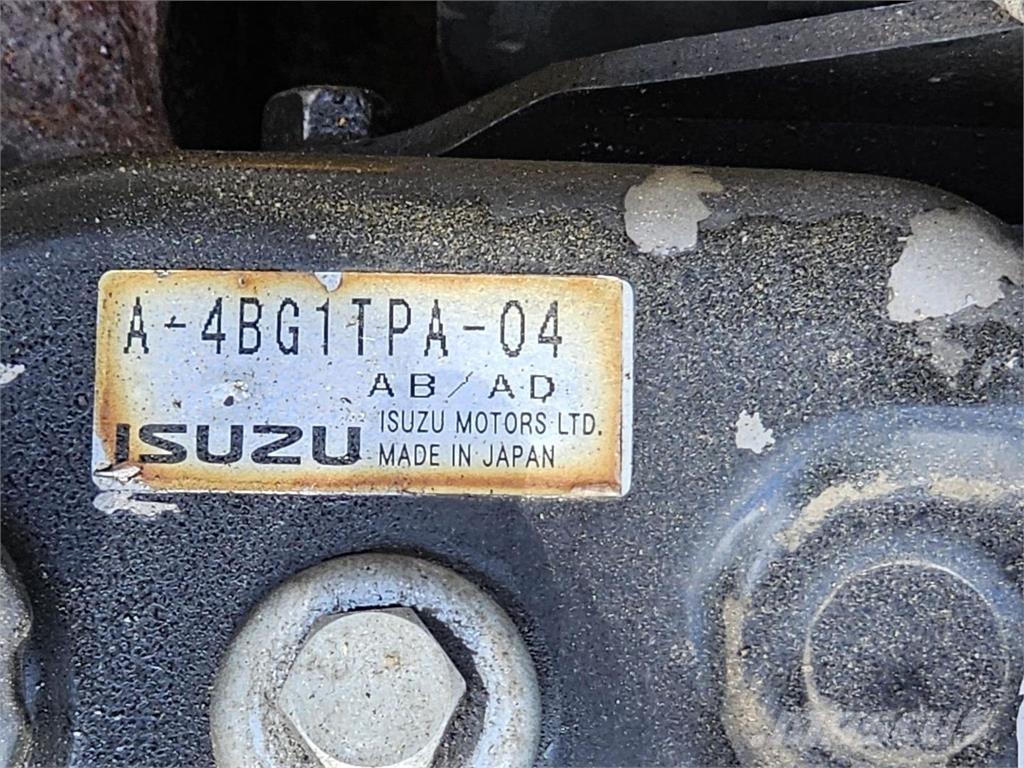 A-4BG1TPA-04
AB/AD
ISUZU ISUZU MOTORS LTD.
MADE IN JAPAN